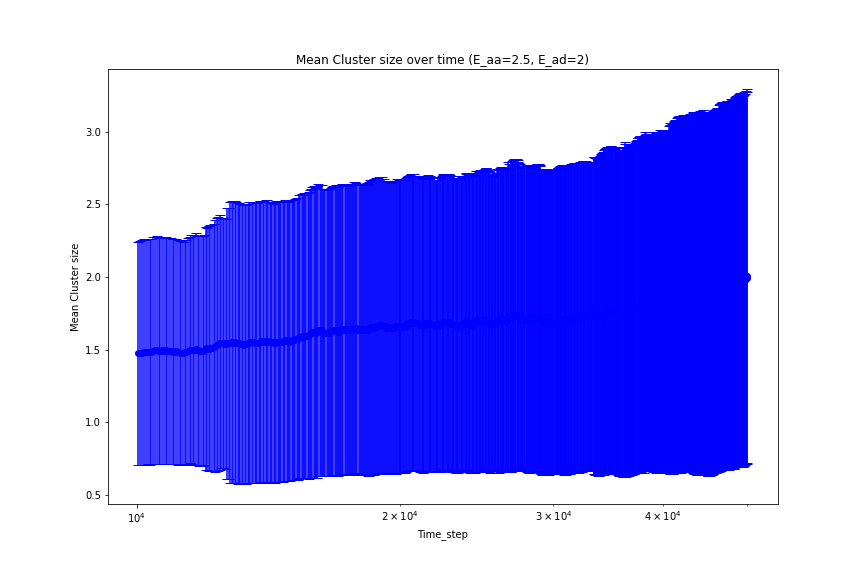 Mean Cluster size over time (E_aa=2.5, E_ad=2)
3.0
2.5
2.0
1.5
1.0
0.5
Mean Cluster size
10⁴ 2 × 10⁴ 3 × 10⁴ 4 × 10⁴
Time_step